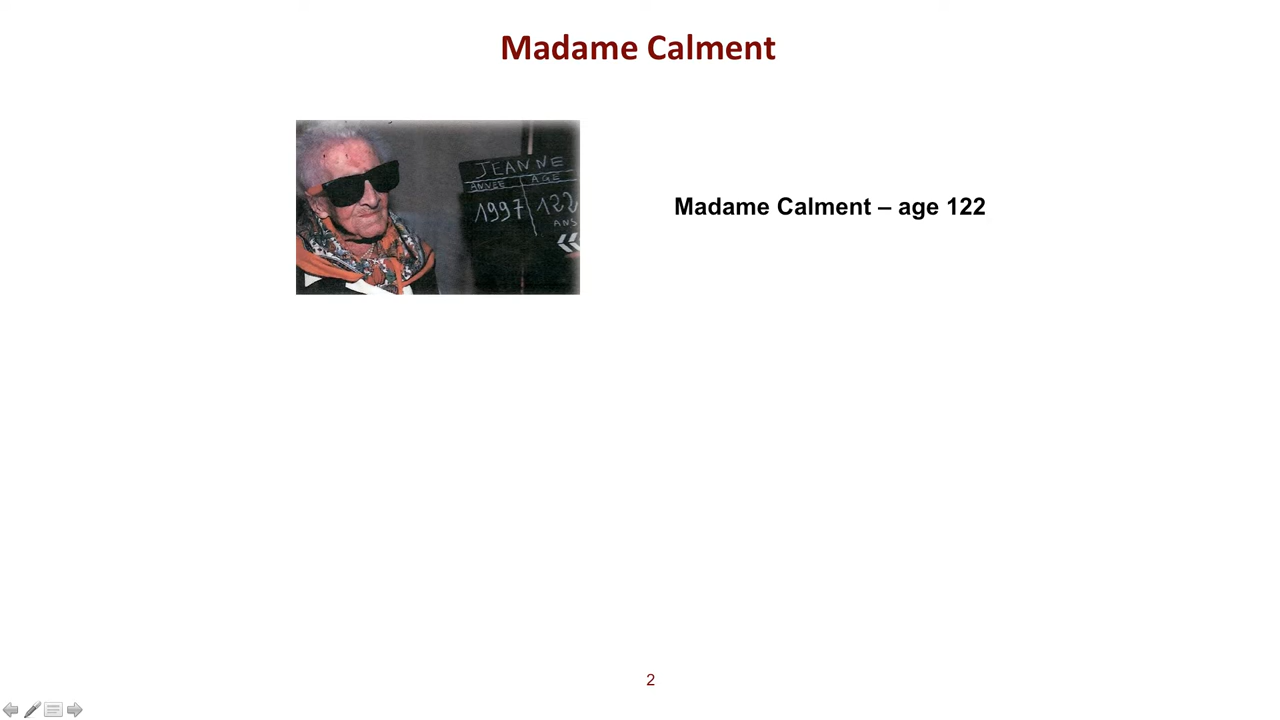 Madame Calment
JEANNE
ANNEE AGE
1997 122
ANS
Madame Calment – age 122
2